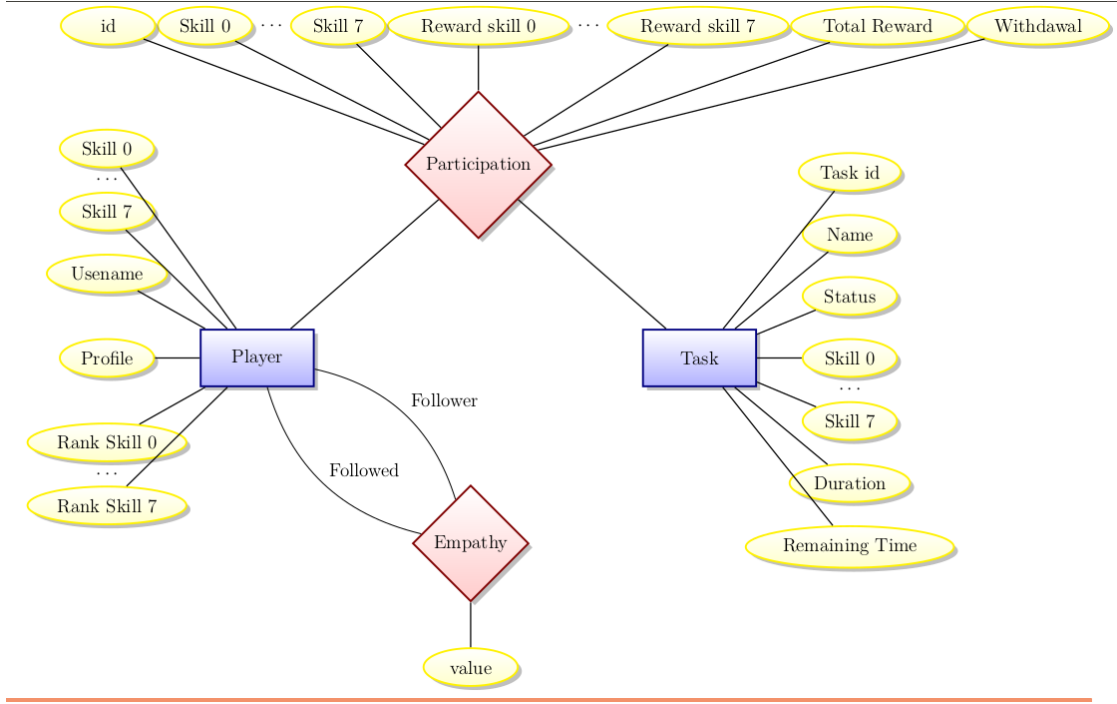 id
Skill 0
...
Skill 7
Reward skill 0
...
Reward skill 7
Total Reward
Withdawal
Participation
Skill 0
...
Skill 7
Usename
Profile
Rank Skill 0
...
Rank Skill 7
Player
Follower
Followed
Empathy
value
Task
Task id
Name
Status
Skill 0
...
Skill 7
Duration
Remaining Time